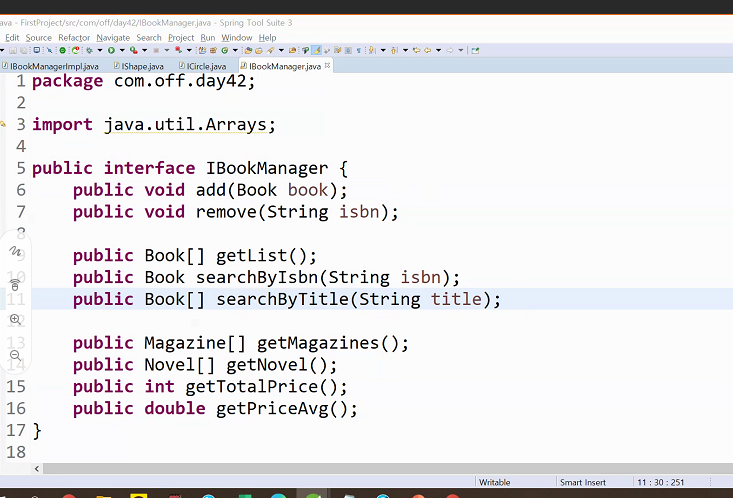 ava - FirstProject/src/com/off/day42/IBookManager.java - Spring Tool Suite 3
Edit Source Refactor Navigate Search Project Run Window Help
IBookManagerImpl.java IShape.java ICircle.java IBookManager.java
1 package com.off.day42;
2
3 import java.util.Arrays;
4
5 public interface IBookManager {
6 public void add(Book book);
7 public void remove(String isbn);
8
9 public Book[] getList();
10 public Book searchByIsbn(String isbn);
11 public Book[] searchByTitle(String title);
12
13 public Magazine[] getMagazines();
14 public Novel[] getNovel();
15 public int getTotalPrice();
16 public double getPriceAvg();
17 }
18
Writable Smart Insert 11 : 30 : 251